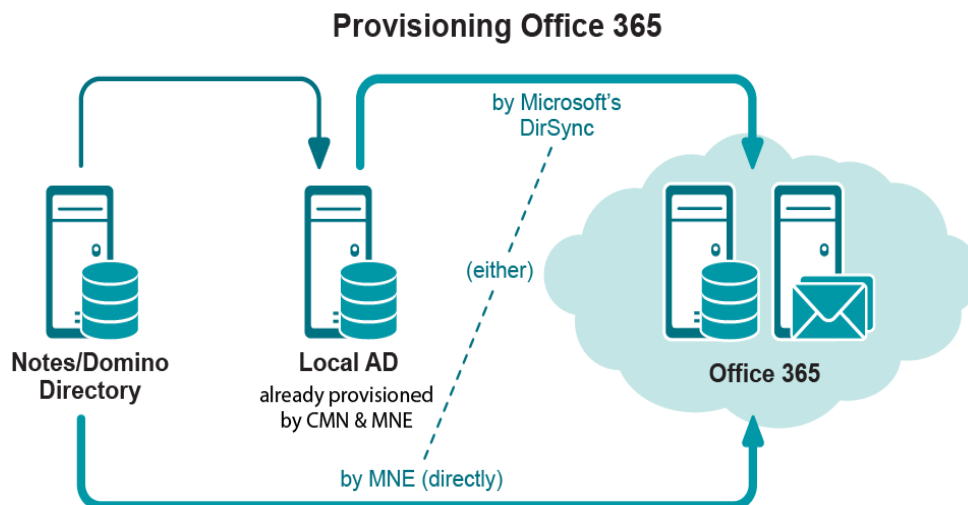 Provisioning Office 365
by Microsoft's
DirSync
(either)
Notes/Domino
Directory
Local AD
already provisioned
by CMN & MNE
Office 365
by MNE (directly)